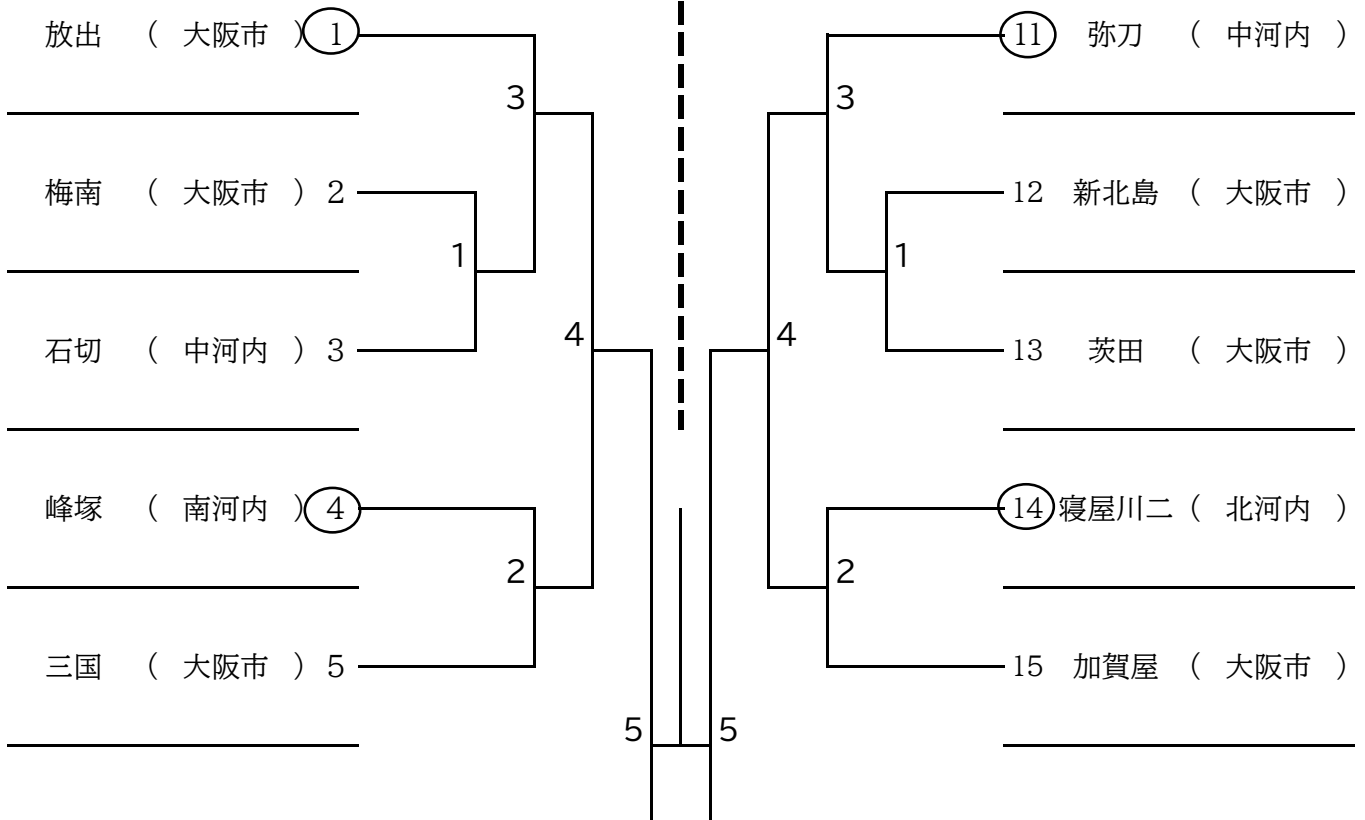 放出 （ 大阪市 ） 1
3
梅南 （ 大阪市 ） 2
1
石切 （ 中河内 ） 3
4
峰塚 （ 南河内 ） 4
2
三国 （ 大阪市 ） 5
5
11 弥刀 （ 中河内 ）
3
12 新北島 （ 大阪市 ）
1
13 茨田 （ 大阪市 ）
4
14 寝屋川二 （ 北河内 ）
2
15 加賀屋 （ 大阪市 ）
5